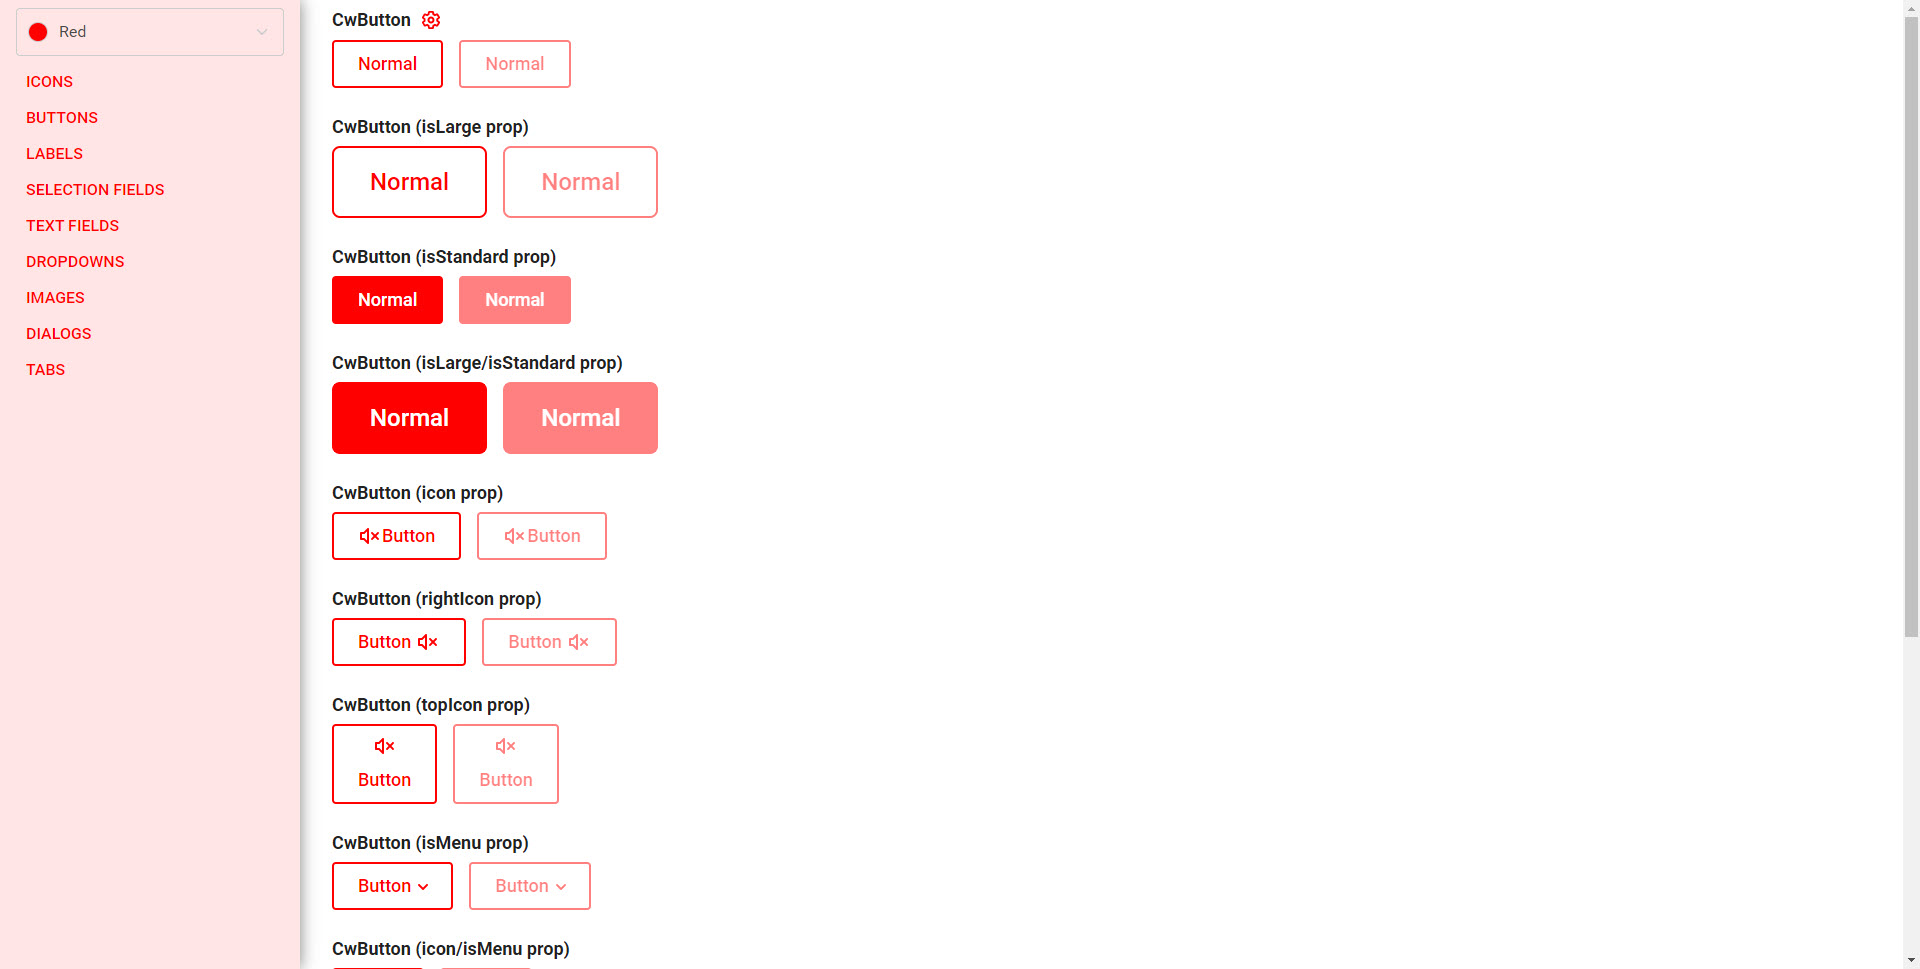 Red
ICONS
BUTTONS
LABELS
SELECTION FIELDS
TEXT FIELDS
DROPDOWNS
IMAGES
DIALOGS
TABS
CwButton
Normal Normal
CwButton (isLarge prop)
Normal Normal
CwButton (isStandard prop)
Normal Normal
CwButton (isLarge/isStandard prop)
Normal Normal
CwButton (icon prop)
Button Button
CwButton (rightIcon prop)
Button Button
CwButton (topIcon prop)
Button Button
CwButton (isMenu prop)
Button Button
CwButton (icon/isMenu prop)